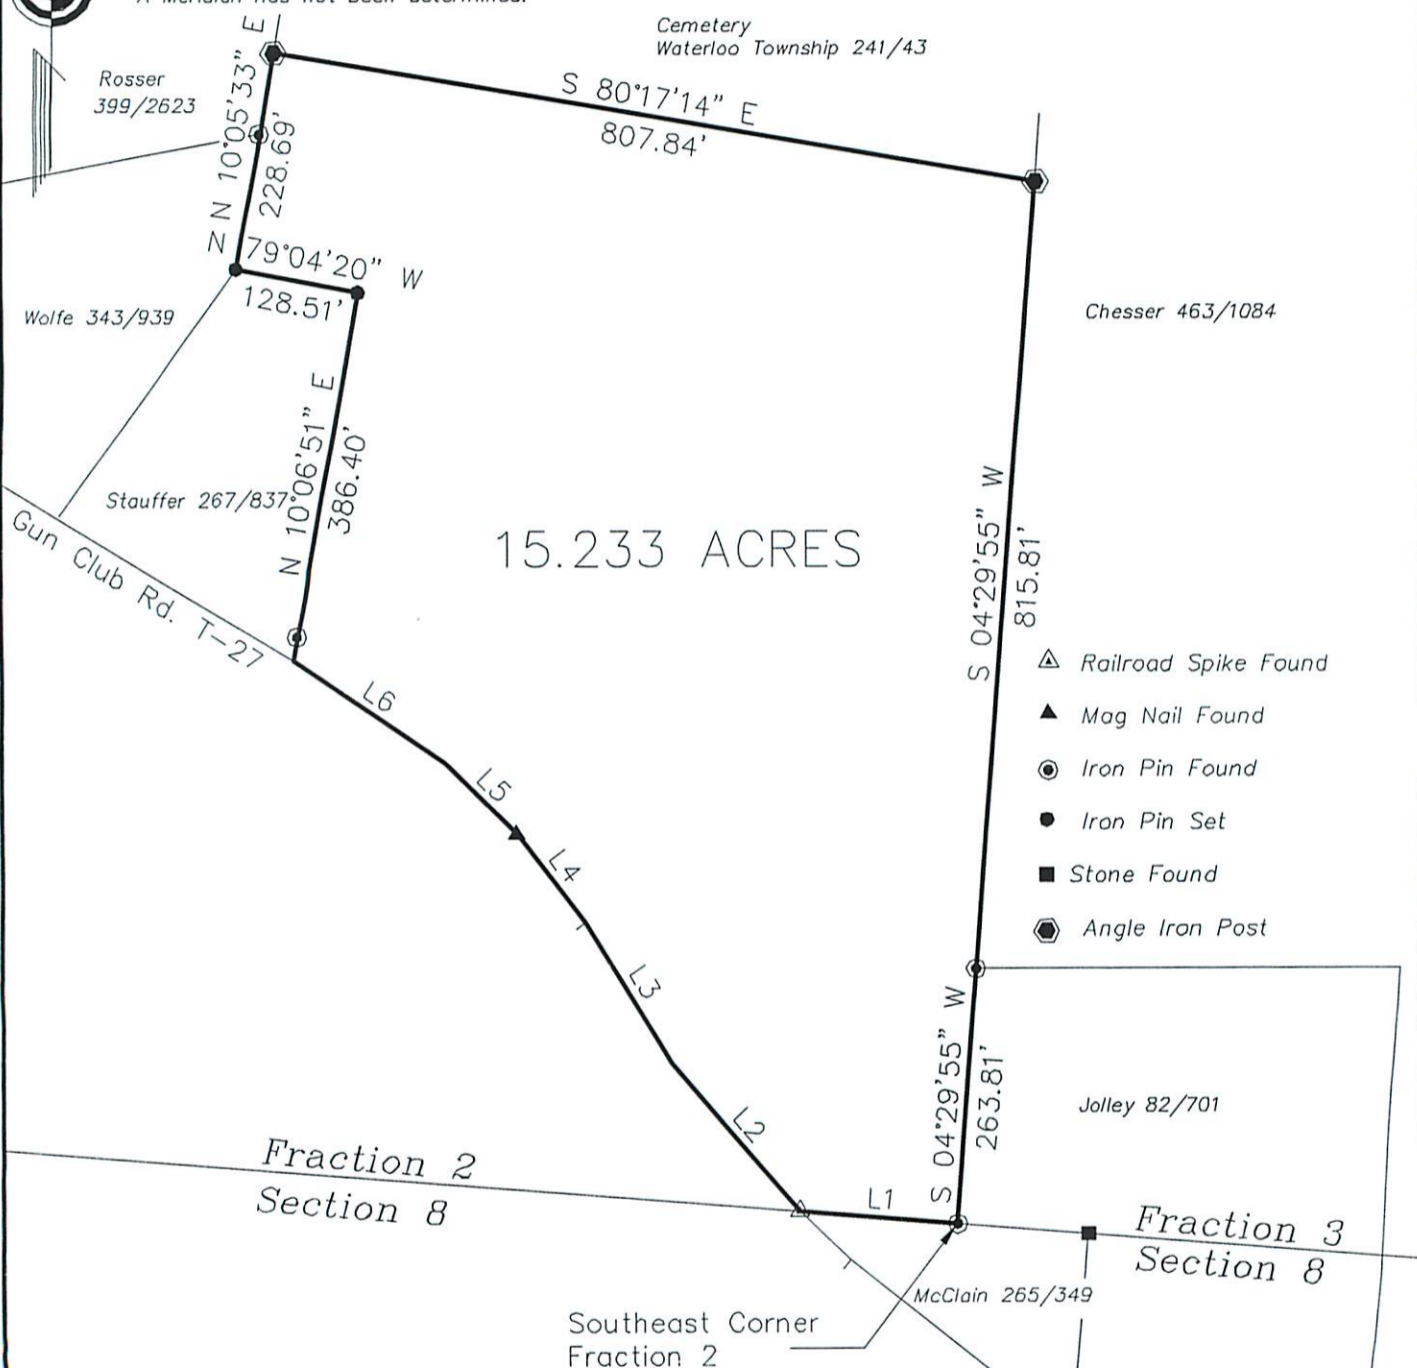 Cemetery
Waterloo Township 241/43
Rosser
399/2623
N 10°05'33" E
228.69'
S 80°17'14" E
807.84'
N 79°04'20" W
128.51'
Wolfe 343/939
Chesser 463/1084
N 10°06'51" E
386.40'
Stauffer 267/837
Gun Club Rd. T-27
15.233 ACRES
S 04°29'55" W
815.81'
Railroad Spike Found
Mag Nail Found
Iron Pin Found
Iron Pin Set
Stone Found
Angle Iron Post
L6
L5
L4
L3
L2
L1
S 04°29'55" W
263.81'
Jolley 82/701
Fraction 2
Section 8
Fraction 3
Section 8
McClain 265/349
Southeast Corner
Fraction 2